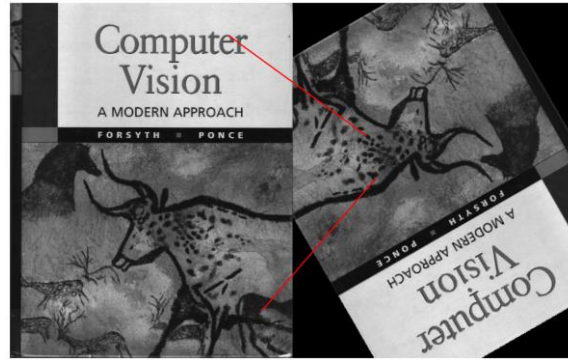 Computer
Vision
A MODERN APPROACH
FORSYTH ■ PONCE
FORSYTH ■ PONCE
A MODERN APPROACH
Computer
Vision